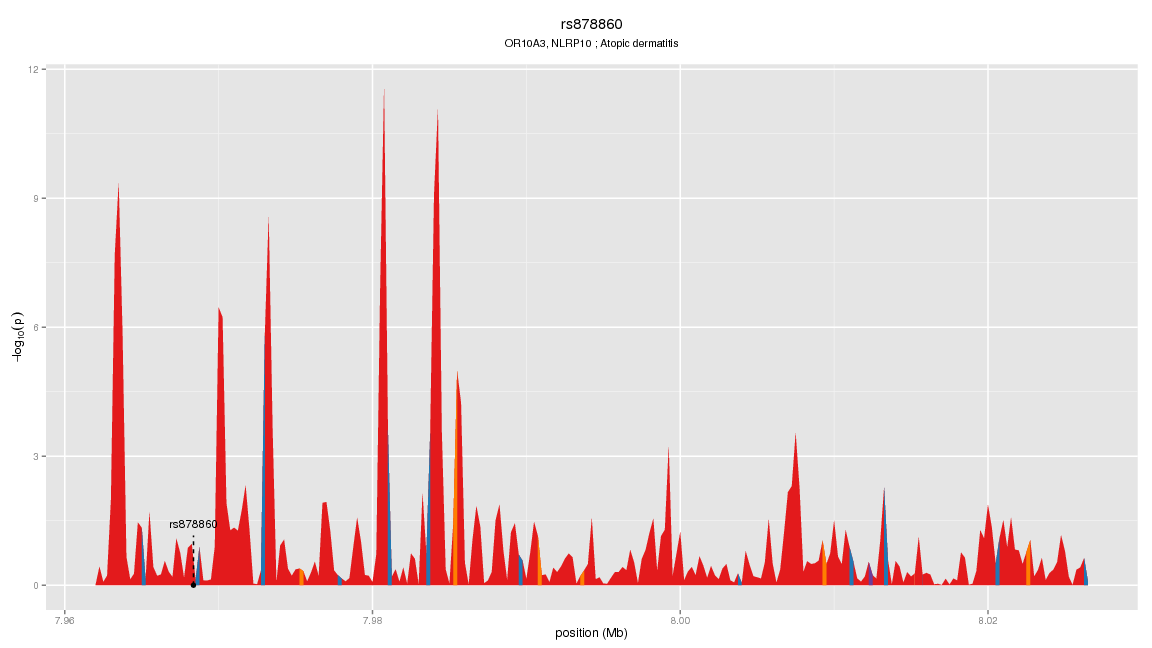 rs878860
OR10A3, NLRP10 ; Atopic dermatitis
12
9
6
3
0
−log10(p)
rs878860
7.96
7.98
8.00
8.02
position (Mb)